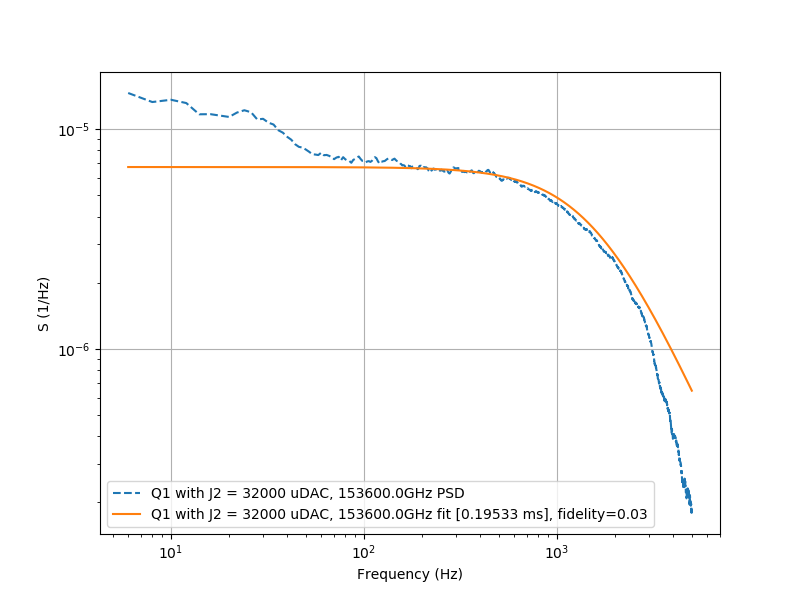 10⁻⁵
10⁻⁶
S (1/Hz)
Q1 with J2 = 32000 uDAC, 153600.0GHz PSD
Q1 with J2 = 32000 uDAC, 153600.0GHz fit [0.19533 ms], fidelity=0.03
10¹ 10² 10³
Frequency (Hz)